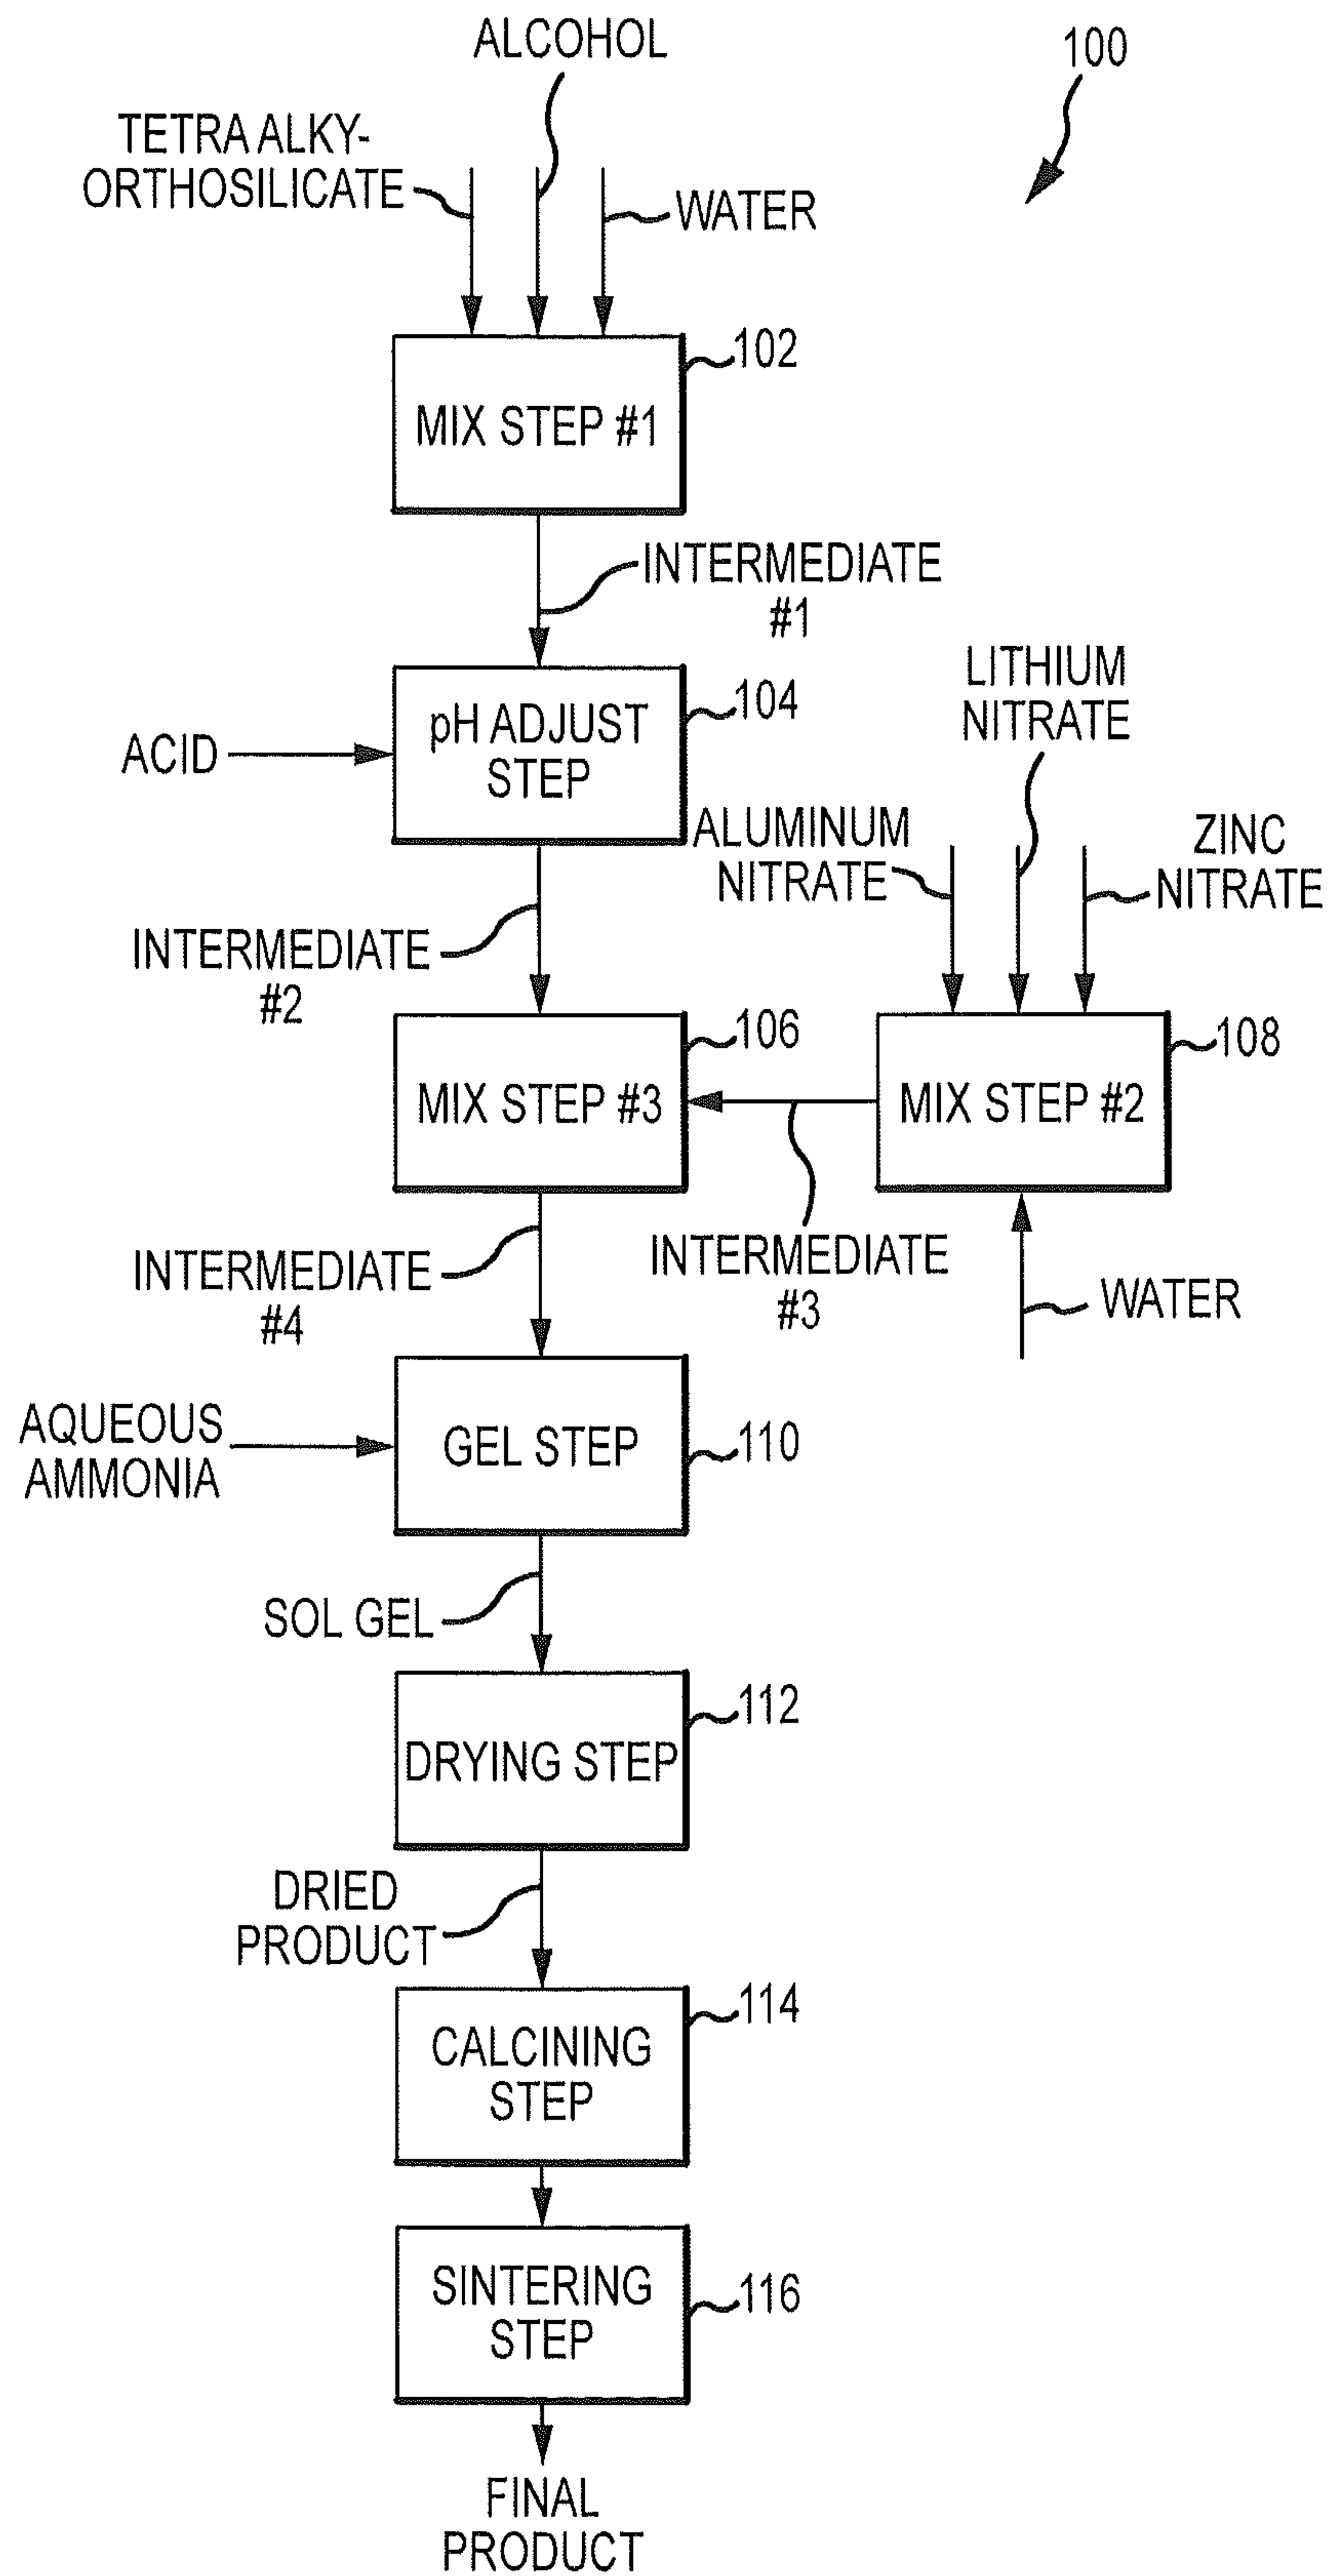 ALCOHOL
100
TETRA ALKY-
ORTHOSILICATE
WATER
102
MIX STEP #1
INTERMEDIATE
#1
LITHIUM
NITRATE
104
pH ADJUST
STEP
ACID
ALUMINUM
NITRATE
ZINC
NITRATE
INTERMEDIATE
#2
106
MIX STEP #3
108
MIX STEP #2
INTERMEDIATE
#4
INTERMEDIATE
#3
WATER
AQUEOUS
AMMONIA
GEL STEP
110
SOL GEL
112
DRYING STEP
DRIED
PRODUCT
114
CALCINING
STEP
SINTERING
STEP
116
FINAL
PRODUCT